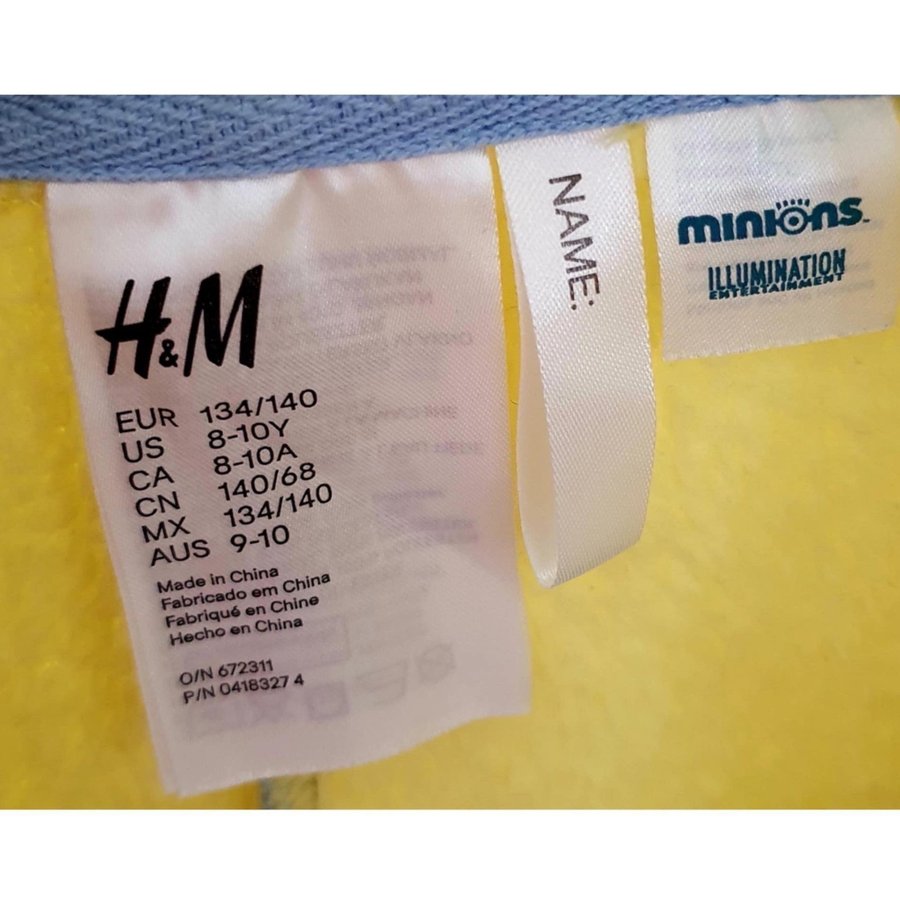 H&M
EUR 134/140
US 8-10Y
CA 8-10A
CN 140/68
MX 134/140
AUS 9-10
Made in China
Fabricado em China
Fabriqué en Chine
Hecho en China
O/N 672311
P/N 0418327 4
NAME:
minions™
ILLUMINATION
ENTERTAINMENT